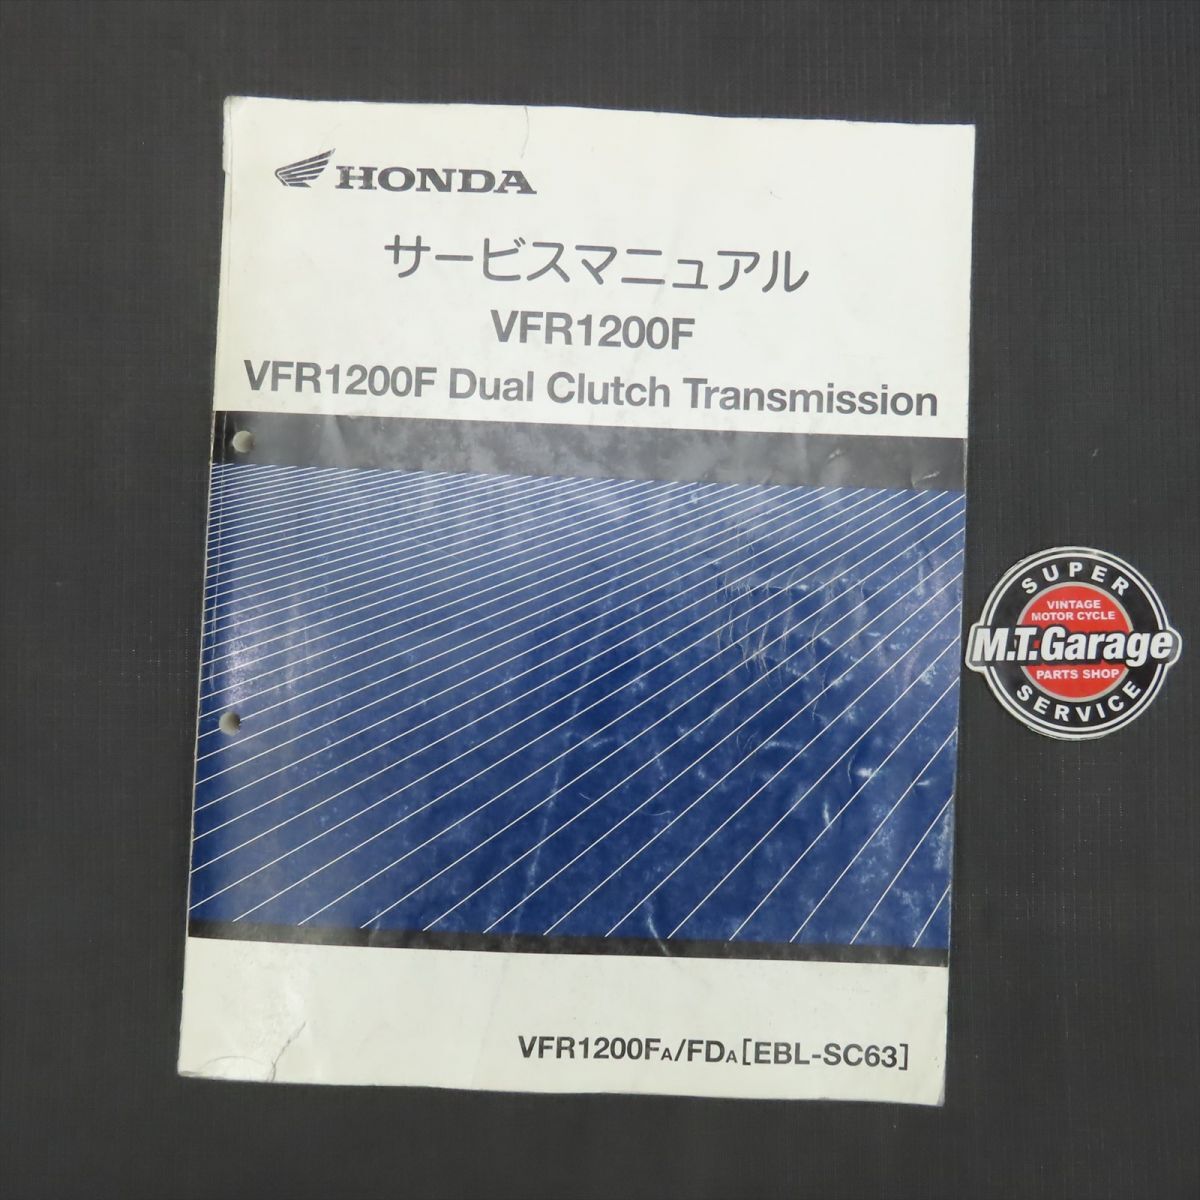 HONDA
サービスマニュアル
VFR1200F
VFR1200F Dual Clutch Transmission
VFR1200FA/FDA[EBL-SC63]
SUPER
VINTAGE
MOTOR CYCLE
M.T.Garage
PARTS SHOP
SERVICE